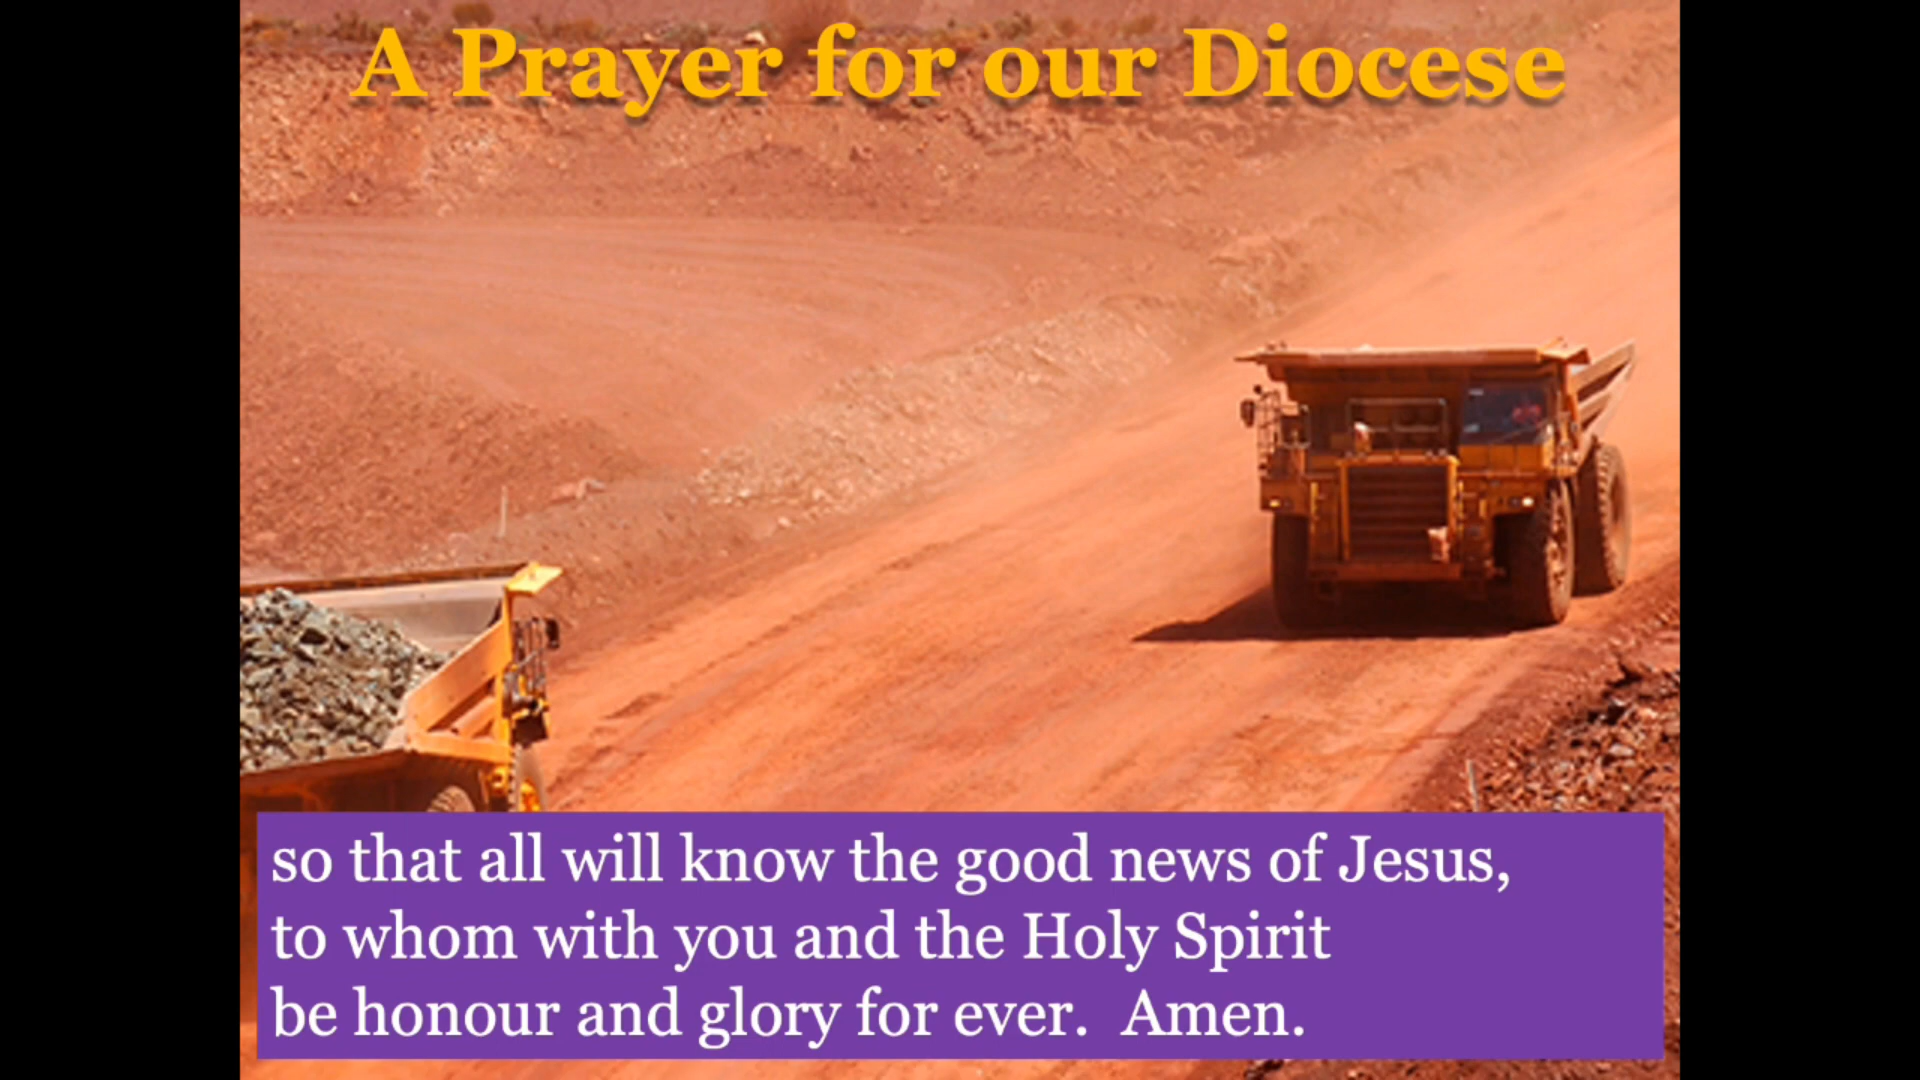 A Prayer for our Diocese
so that all will know the good news of Jesus,
to whom with you and the Holy Spirit
be honour and glory for ever.  Amen.